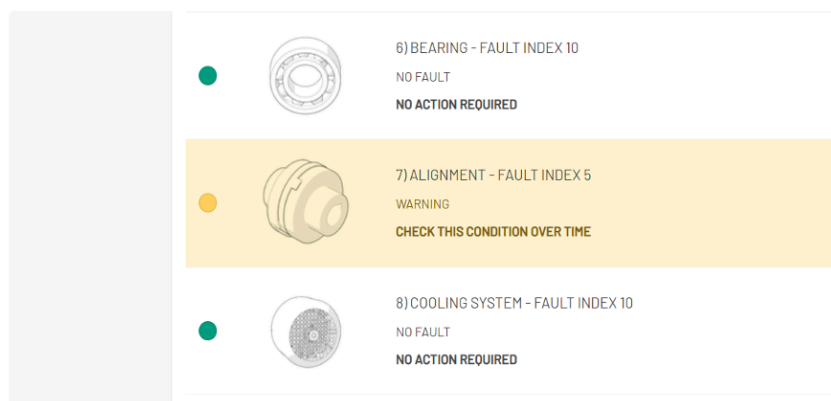 6) BEARING - FAULT INDEX 10
NO FAULT
NO ACTION REQUIRED
7) ALIGNMENT - FAULT INDEX 5
WARNING
CHECK THIS CONDITION OVER TIME
8) COOLING SYSTEM - FAULT INDEX 10
NO FAULT
NO ACTION REQUIRED